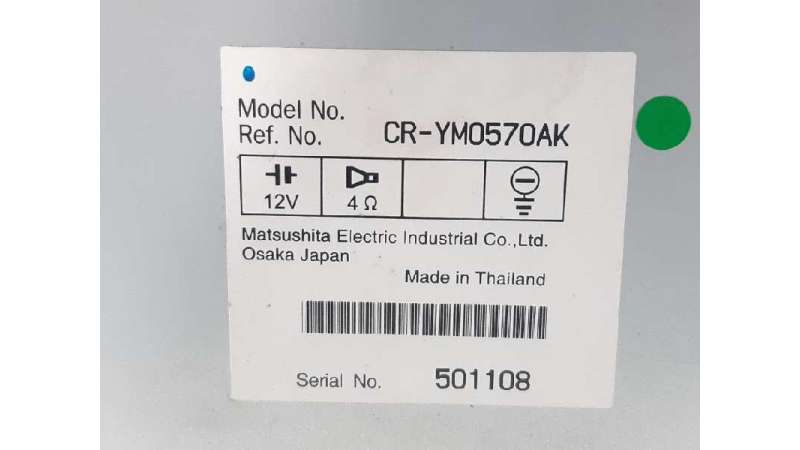 Model No.
Ref. No. CR-YM0570AK
12V 4 Ω
Matsushita Electric Industrial Co.,Ltd.
Osaka Japan
Made in Thailand
Serial No. 501108